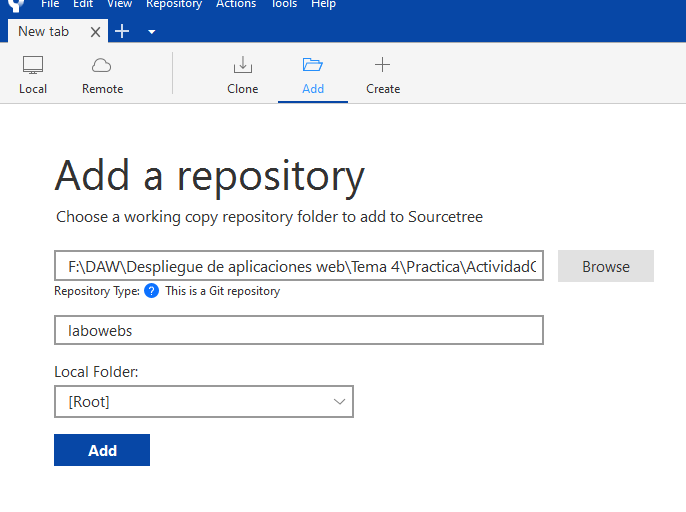 File Edit View Repository Actions Tools Help
New tab
Local Remote Clone Add Create
Add a repository
Choose a working copy repository folder to add to Sourcetree
F:\DAW\Despliegue de aplicaciones web\Tema 4\Practica\ActividadC
Browse
Repository Type: ? This is a Git repository
labowebs
Local Folder:
[Root]
Add